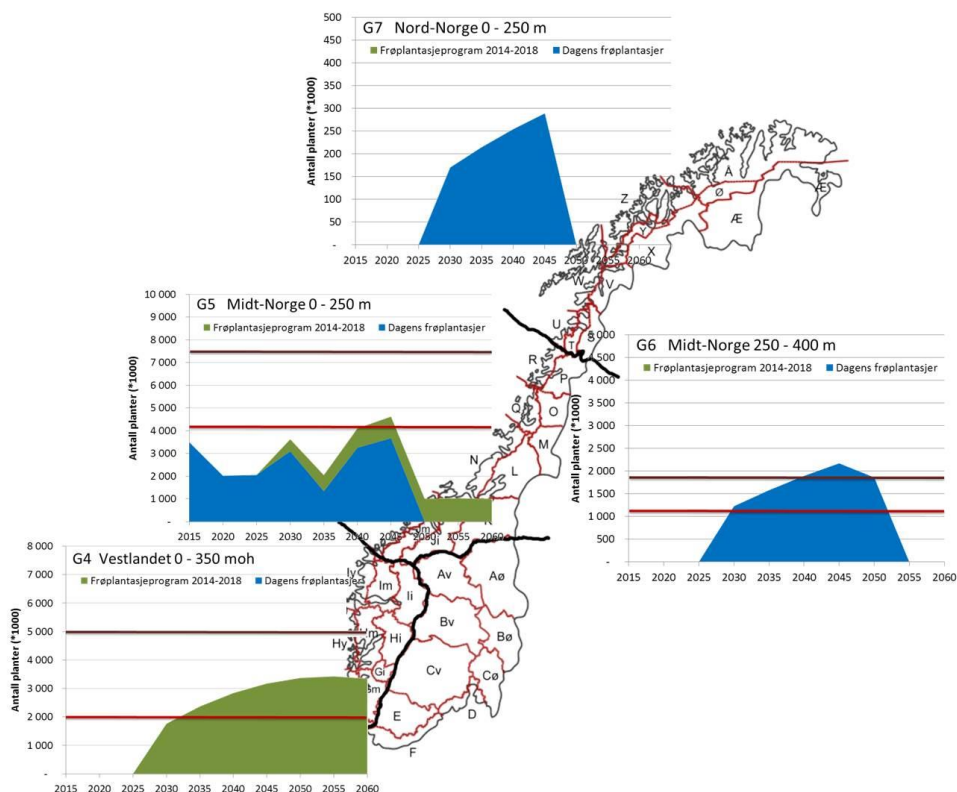 G7 Nord-Norge 0 - 250 m
Frøplantasjeprogram 2014-2018 Dagens frøplantasjer
Antall planter (*1000)
500
450
400
350
300
250
200
150
100
50
-
2015 2020 2025 2030 2035 2040 2045 2050 2055 2060
G5 Midt-Norge 0 - 250 m
Frøplantasjeprogram 2014-2018 Dagens frøplantasjer
Antall planter (*1000)
10 000
9 000
8 000
7 000
6 000
5 000
4 000
3 000
2 000
1 000
-
2015 2020 2025 2030 2035 2040 2045 2050 2055 2060
G6 Midt-Norge 250 - 400 m
Frøplantasjeprogram 2014-2018 Dagens frøplantasjer
Antall planter (*1000)
5 000
4 500
4 000
3 500
3 000
2 500
2 000
1 500
1 000
500
-
2015 2020 2025 2030 2035 2040 2045 2050 2055 2060
G4 Vestlandet 0 - 350 moh
Frøplantasjeprogram 2014-2018 Dagens frøplantasjer
Antall planter (*1000)
8 000
7 000
6 000
5 000
4 000
3 000
2 000
1 000
-
2015 2020 2025 2030 2035 2040 2045 2050 2055 2060
Å
Ø
Æ
Z
Y
X
W
V
U
T
S
R
P
Q
O
M
N
L
K
Ji
Iy
Im
Ii
Av
Aø
Bv
Bø
Hy
Hi
Gi
Cv
Cø
E
D
F